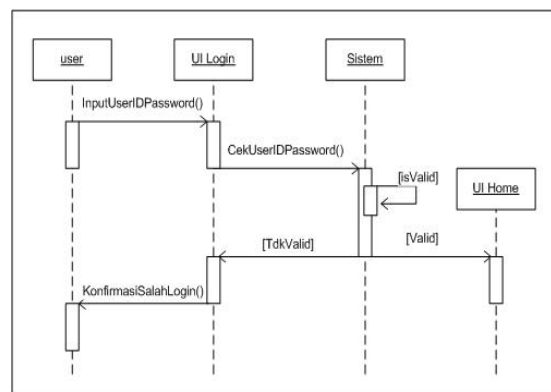 user
UI Login
Sistem
InputUserIDPassword()
CekUserIDPassword()
[isValid]
UI Home
[TdkValid]
[Valid]
KonfirmasiSalahLogin()